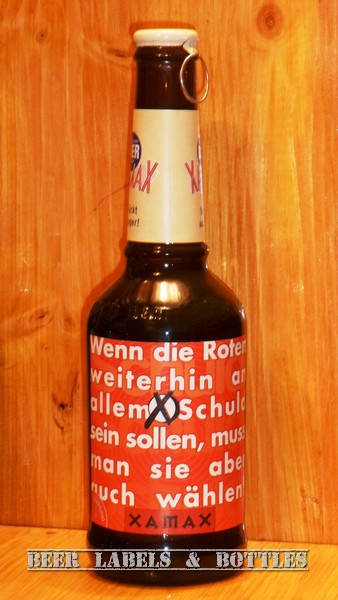 MAX
Wenn die Roten
weiterhin an
allem X Schuld
sein sollen, muss
man sie aber
auch wählen!
XAMAX
BEER LABELS & BOTTLES